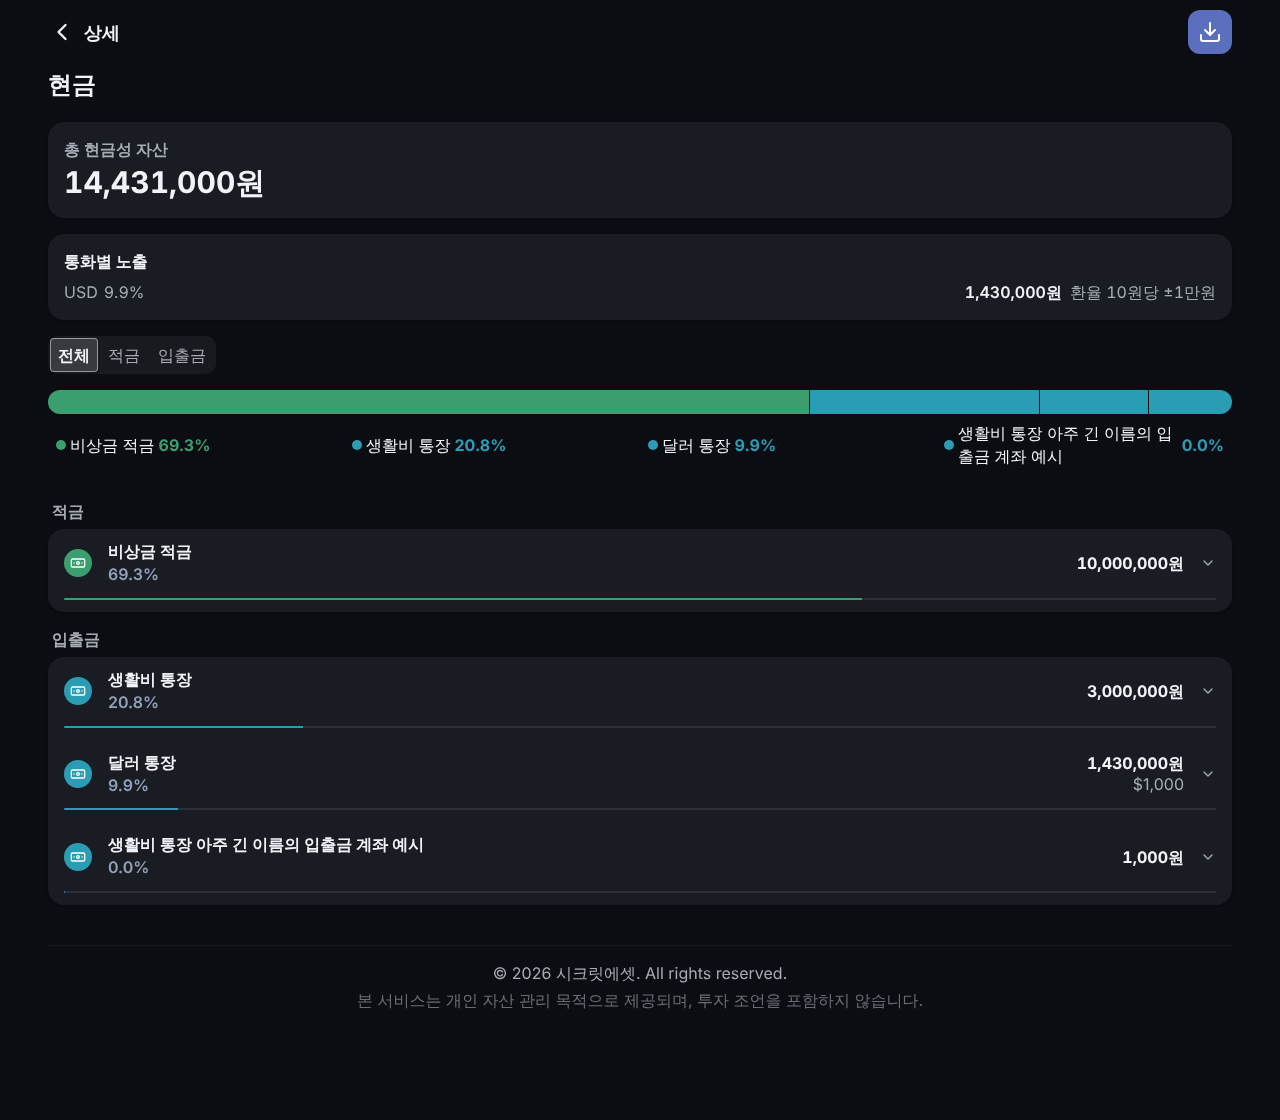 상세
현금
총 현금성 자산
14,431,000원
통화별 노출
USD 9.9%
1,430,000원 환율 10원당 ±1만원
전체 적금 입출금
비상금 적금 69.3%
생활비 통장 20.8%
달러 통장 9.9%
생활비 통장 아주 긴 이름의 입
출금 계좌 예시
0.0%
적금
비상금 적금
69.3%
10,000,000원
입출금
생활비 통장
20.8%
3,000,000원
달러 통장
9.9%
1,430,000원
$1,000
생활비 통장 아주 긴 이름의 입출금 계좌 예시
0.0%
1,000원
© 2026 시크릿에셋. All rights reserved.
본 서비스는 개인 자산 관리 목적으로 제공되며, 투자 조언을 포함하지 않습니다.